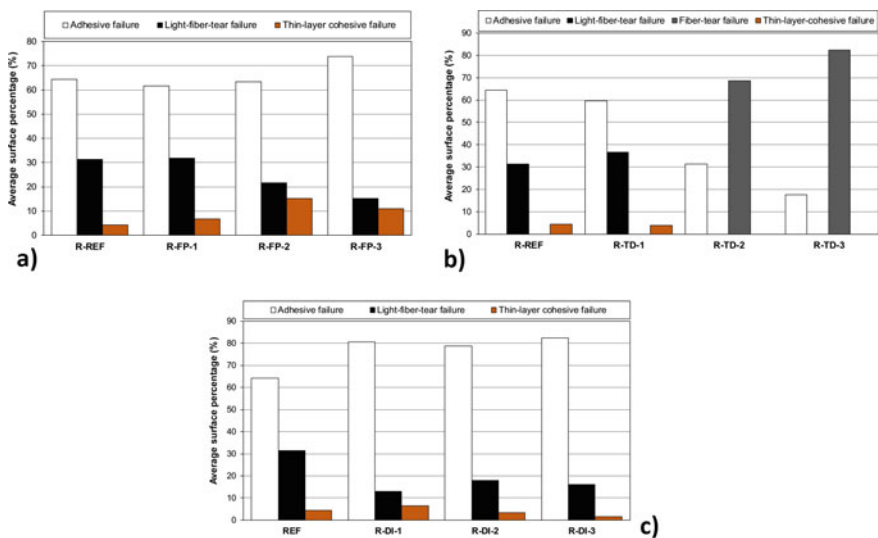 Adhesive failure Light-fiber-tear failure Thin-layer cohesive failure
Average surface percentage (%)
80
70
60
50
40
30
20
10
0
R-REF R-FP-1 R-FP-2 R-FP-3
a)
Adhesive failure Light-fiber-tear failure Fiber-tear failure Thin-layer-cohesive failure
Average surface percentage (%)
90
80
70
60
50
40
30
20
10
0
R-REF R-TD-1 R-TD-2 R-TD-3
b)
Adhesive failure Light-fiber-tear failure Thin-layer cohesive failure
Average surface percentage (%)
90
80
70
60
50
40
30
20
10
0
REF R-DI-1 R-DI-2 R-DI-3
c)